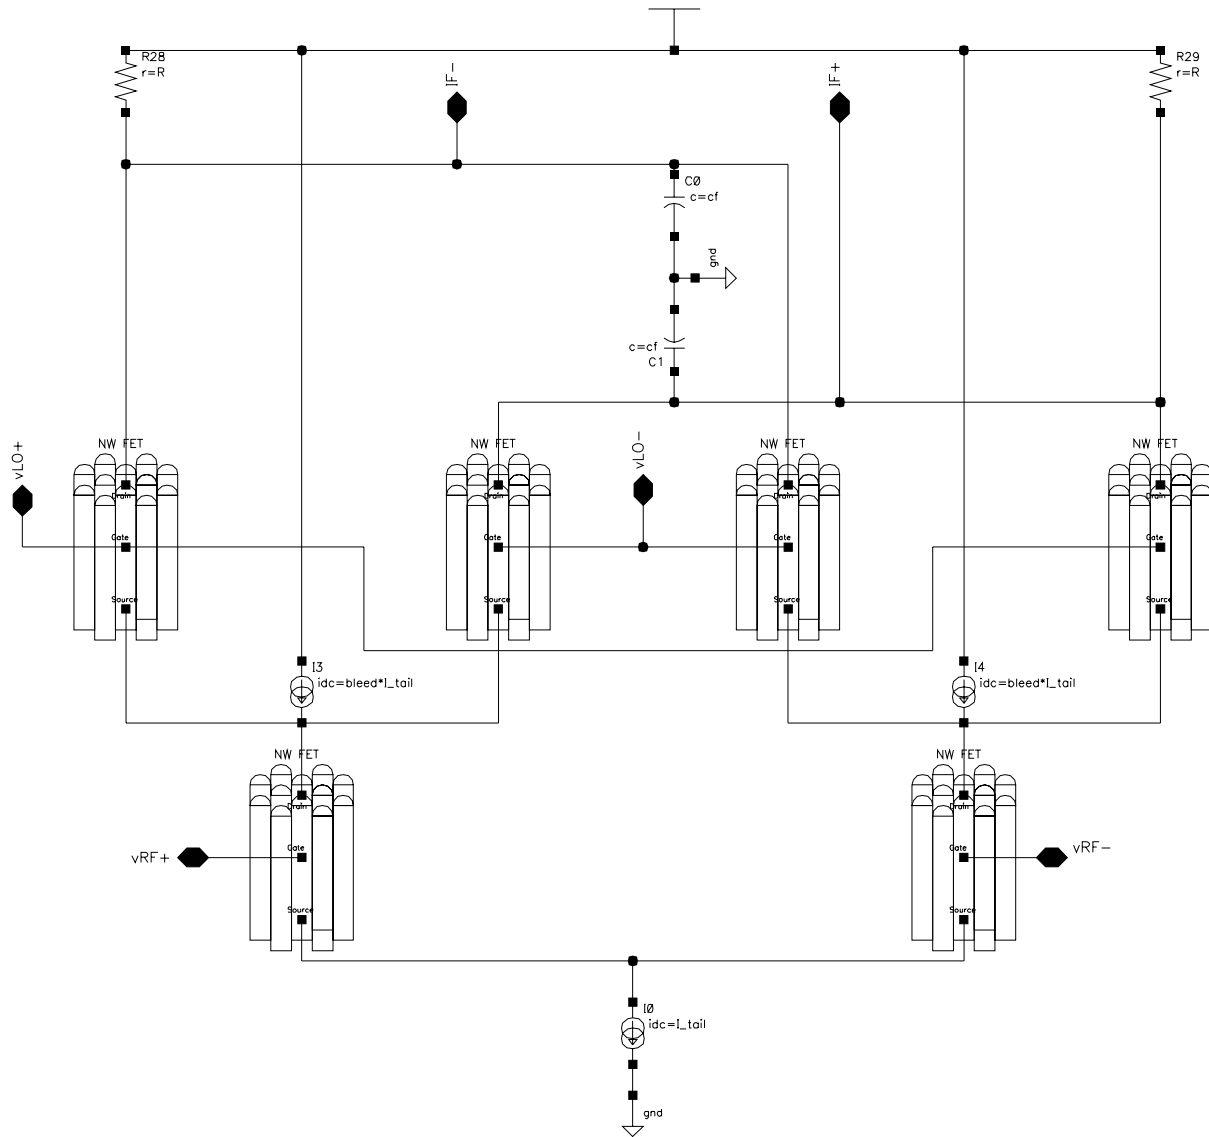 R28
r=R
IF-
IF+
R29
r=R
CØ
c=cf
gnd
c=cf
C1
vLO+
NW FET
NW FET
vLO-
NW FET
NW FET
Drain
Drain
Drain
Drain
Gate
Gate
Gate
Gate
Source
Source
Source
Source
I3
idc=bleed*I_tail
I4
idc=bleed*I_tail
NW FET
NW FET
Drain
Drain
vRF+
Gate
Gate
vRF-
Source
Source
IØ
idc=I_tail
gnd